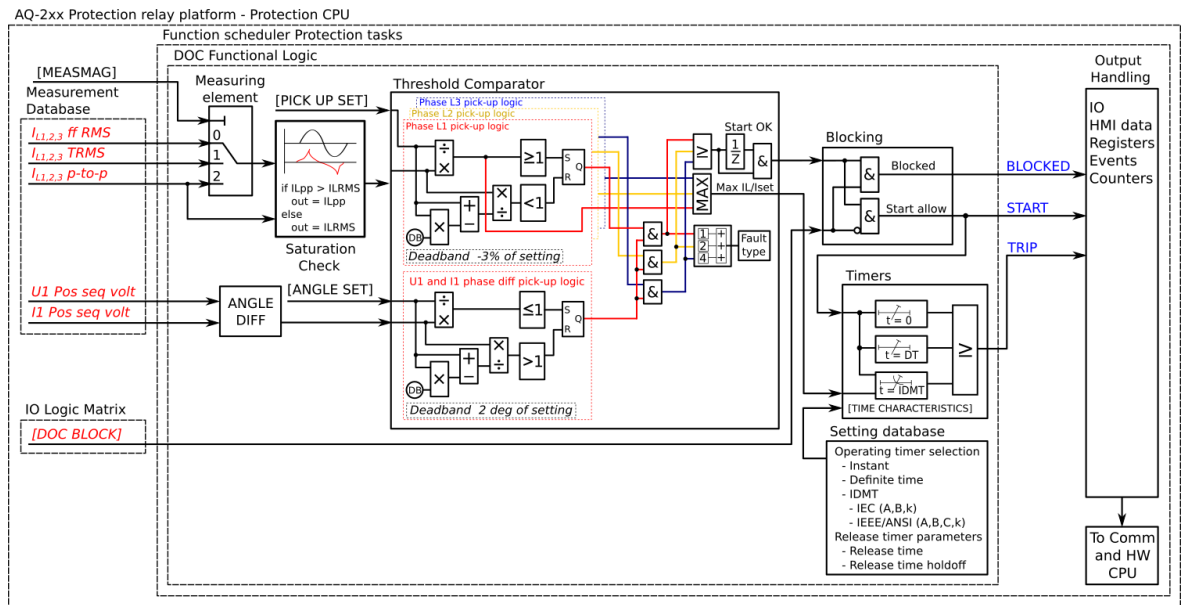 AQ-2xx Protection relay platform - Protection CPU
Function scheduler Protection tasks
DOC Functional Logic
[MEASMAG]
Measurement
Database
I L1,2,3 ff RMS
I L1,2,3 TRMS
I L1,2,3 p-to-p
Measuring
element
0
1
2
[PICK UP SET]
if ILpp > ILRMS
out = ILpp
else
out = ILRMS
Saturation
Check
U1 Pos seq volt
I1 Pos seq volt
ANGLE
DIFF
[ANGLE SET]
IO Logic Matrix
[DOC BLOCK]
Threshold Comparator
Phase L3 pick-up logic
Phase L2 pick-up logic
Phase L1 pick-up logic
÷
×
≥1
S
Q
R
×
÷
<1
+
−
×
DB
Deadband -3% of setting
U1 and I1 phase diff pick-up logic
÷
×
≤1
S
Q
R
×
÷
>1
+
−
×
DB
Deadband 2 deg of setting
&
&
&
≥
MAX
1 +
2 +
4 +
Fault
type
Start OK
1
Z
&
Max IL/Iset
Blocking
&
Blocked
&
Start allow
Timers
t = 0
t = DT
t = IDMT
≥
[TIME CHARACTERISTICS]
Setting database
Operating timer selection
- Instant
- Definite time
- IDMT
- IEC (A,B,k)
- IEEE/ANSI (A,B,C,k)
Release timer parameters
- Release time
- Release time holdoff
BLOCKED
START
TRIP
Output
Handling
IO
HMI data
Registers
Events
Counters
To Comm
and HW
CPU